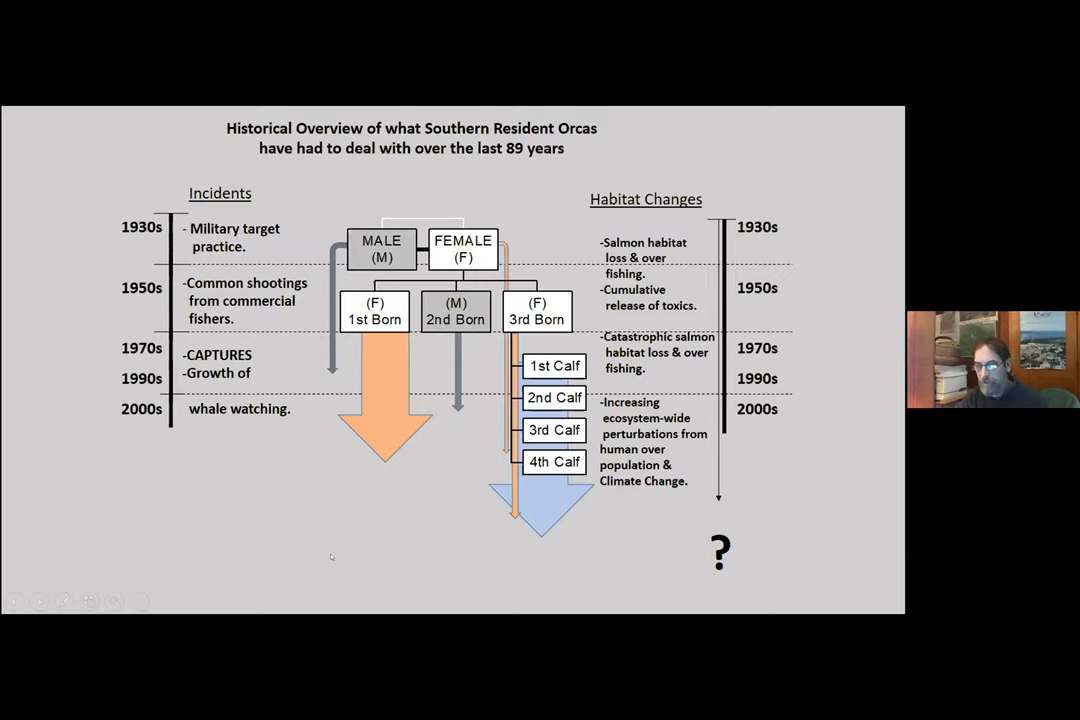 Historical Overview of what Southern Resident Orcas
have had to deal with over the last 89 years
Incidents
1930s
- Military target
practice.
1950s
-Common shootings
from commercial
fishers.
1970s
-CAPTURES
1990s
-Growth of
2000s
whale watching.
MALE
(M)
FEMALE
(F)
(F)
1st Born
(M)
2nd Born
(F)
3rd Born
1st Calf
2nd Calf
3rd Calf
4th Calf
Habitat Changes
-Salmon habitat
loss & over
fishing.
-Cumulative
release of toxics.
-Catastrophic salmon
habitat loss & over
fishing.
-Increasing
ecosystem-wide
perturbations from
human over
population &
Climate Change.
1930s
1950s
1970s
1990s
2000s
?